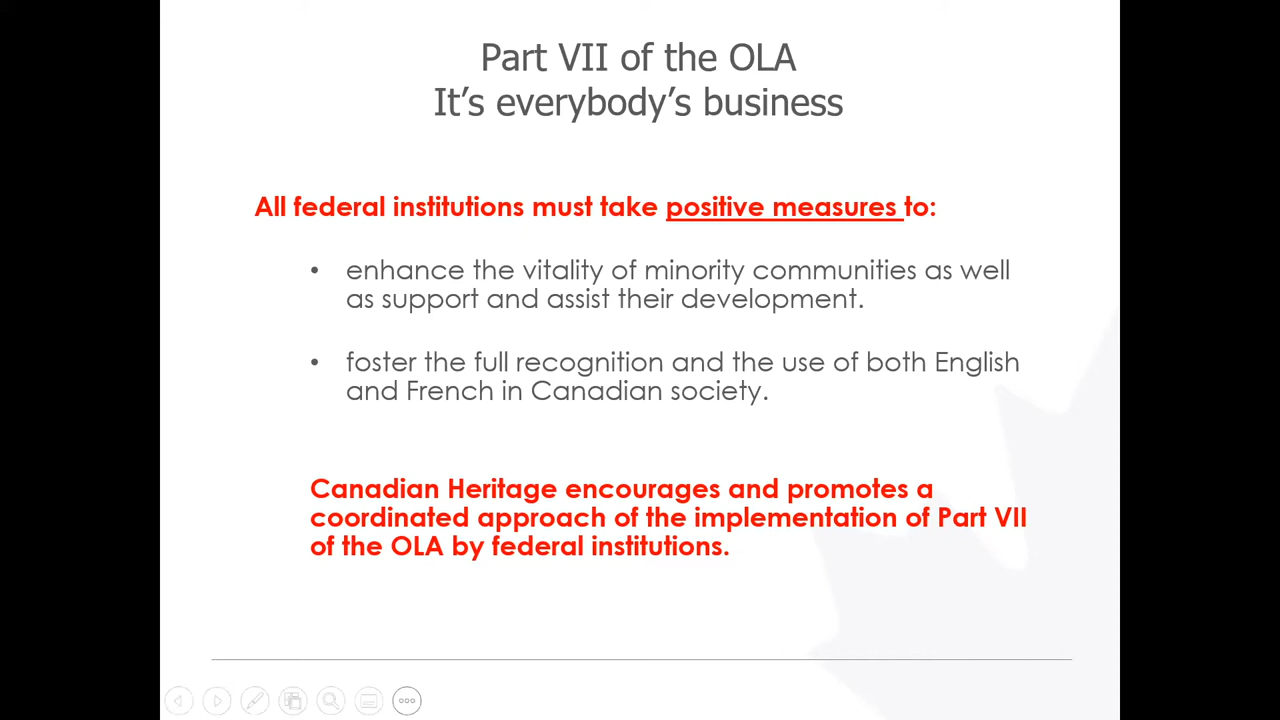 Part VII of the OLA
It's everybody's business
All federal institutions must take positive measures to:
• enhance the vitality of minority communities as well
as support and assist their development.
• foster the full recognition and the use of both English
and French in Canadian society.
Canadian Heritage encourages and promotes a
coordinated approach of the implementation of Part VII
of the OLA by federal institutions.